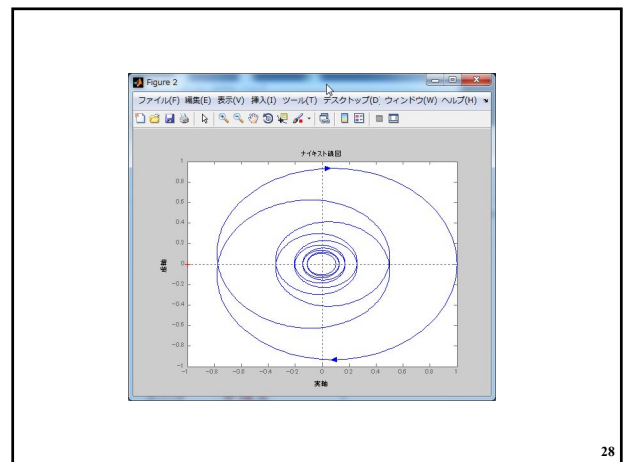 Figure 2
ファイル(F) 編集(E) 表示(V) 挿入(I) ツール(T) デスクトップ(D) ウィンドウ(W) ヘルプ(H)
ナイキスト線図
1
0.8
0.6
0.4
0.2
0
-0.2
-0.4
-0.6
-0.8
-1
虚軸
-1 -0.8 -0.6 -0.4 -0.2 0 0.2 0.4 0.6 0.8 1
実軸
28